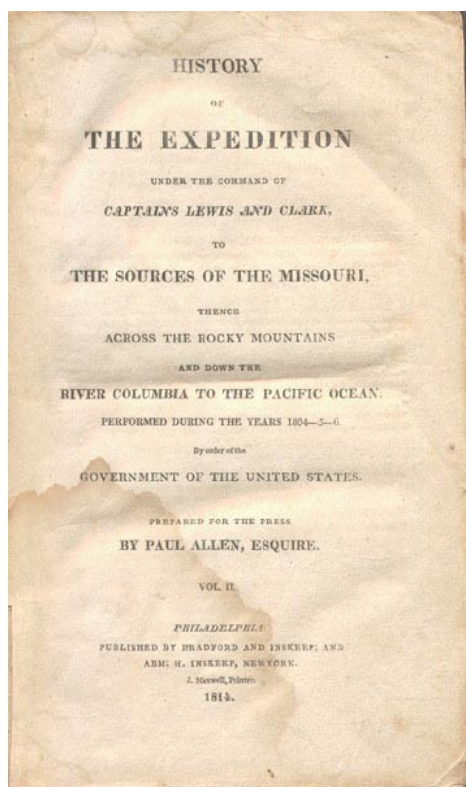 HISTORY
OF
THE EXPEDITION
UNDER THE COMMAND OF
CAPTAINS LEWIS AND CLARK,
TO
THE SOURCES OF THE MISSOURI,
THENCE
ACROSS THE ROCKY MOUNTAINS
AND DOWN THE
RIVER COLUMBIA TO THE PACIFIC OCEAN.
PERFORMED DURING THE YEARS 1804—5—6.
By order of the
GOVERNMENT OF THE UNITED STATES.
PREPARED FOR THE PRESS
BY PAUL ALLEN, ESQUIRE.
VOL. II.
PHILADELPHIA:
PUBLISHED BY BRADFORD AND INSKEEP; AND
ABM: H. INSKEEP, NEWYORK.
J. Maxwell, Printer.
1814.